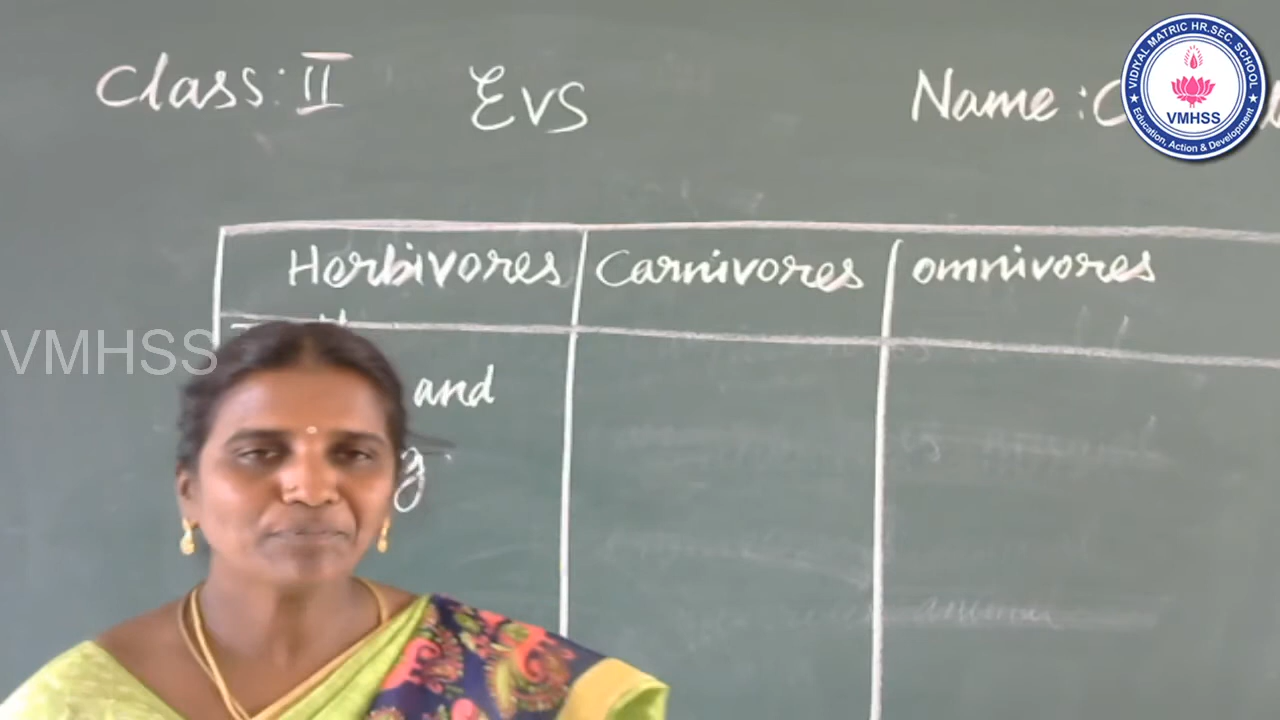 Class: II
Evs
Name:
VIDIYAL MATRIC HR.SEC. SCHOOL
VMHSS
Education, Action & Development
Herbivores
Carnivores
omnivores
VMHSS
and